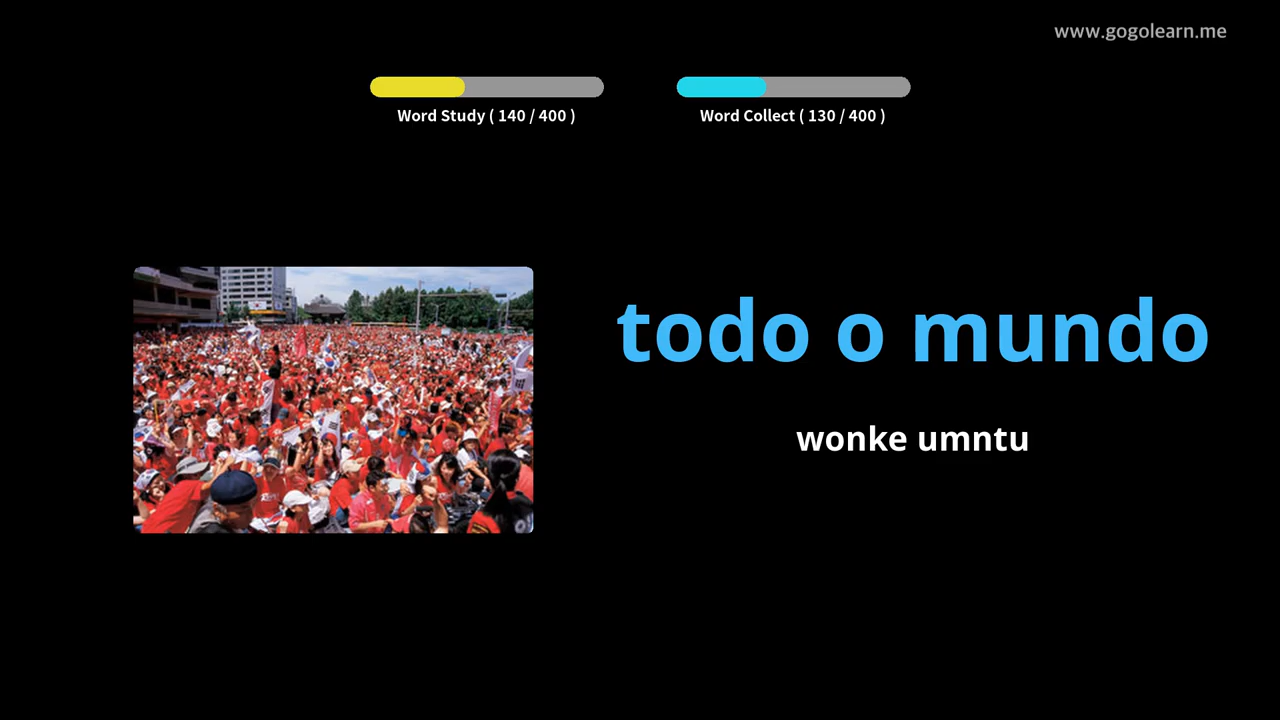 www.gogolearn.me
Word Study ( 140 / 400 )
Word Collect ( 130 / 400 )
todo o mundo
wonke umntu